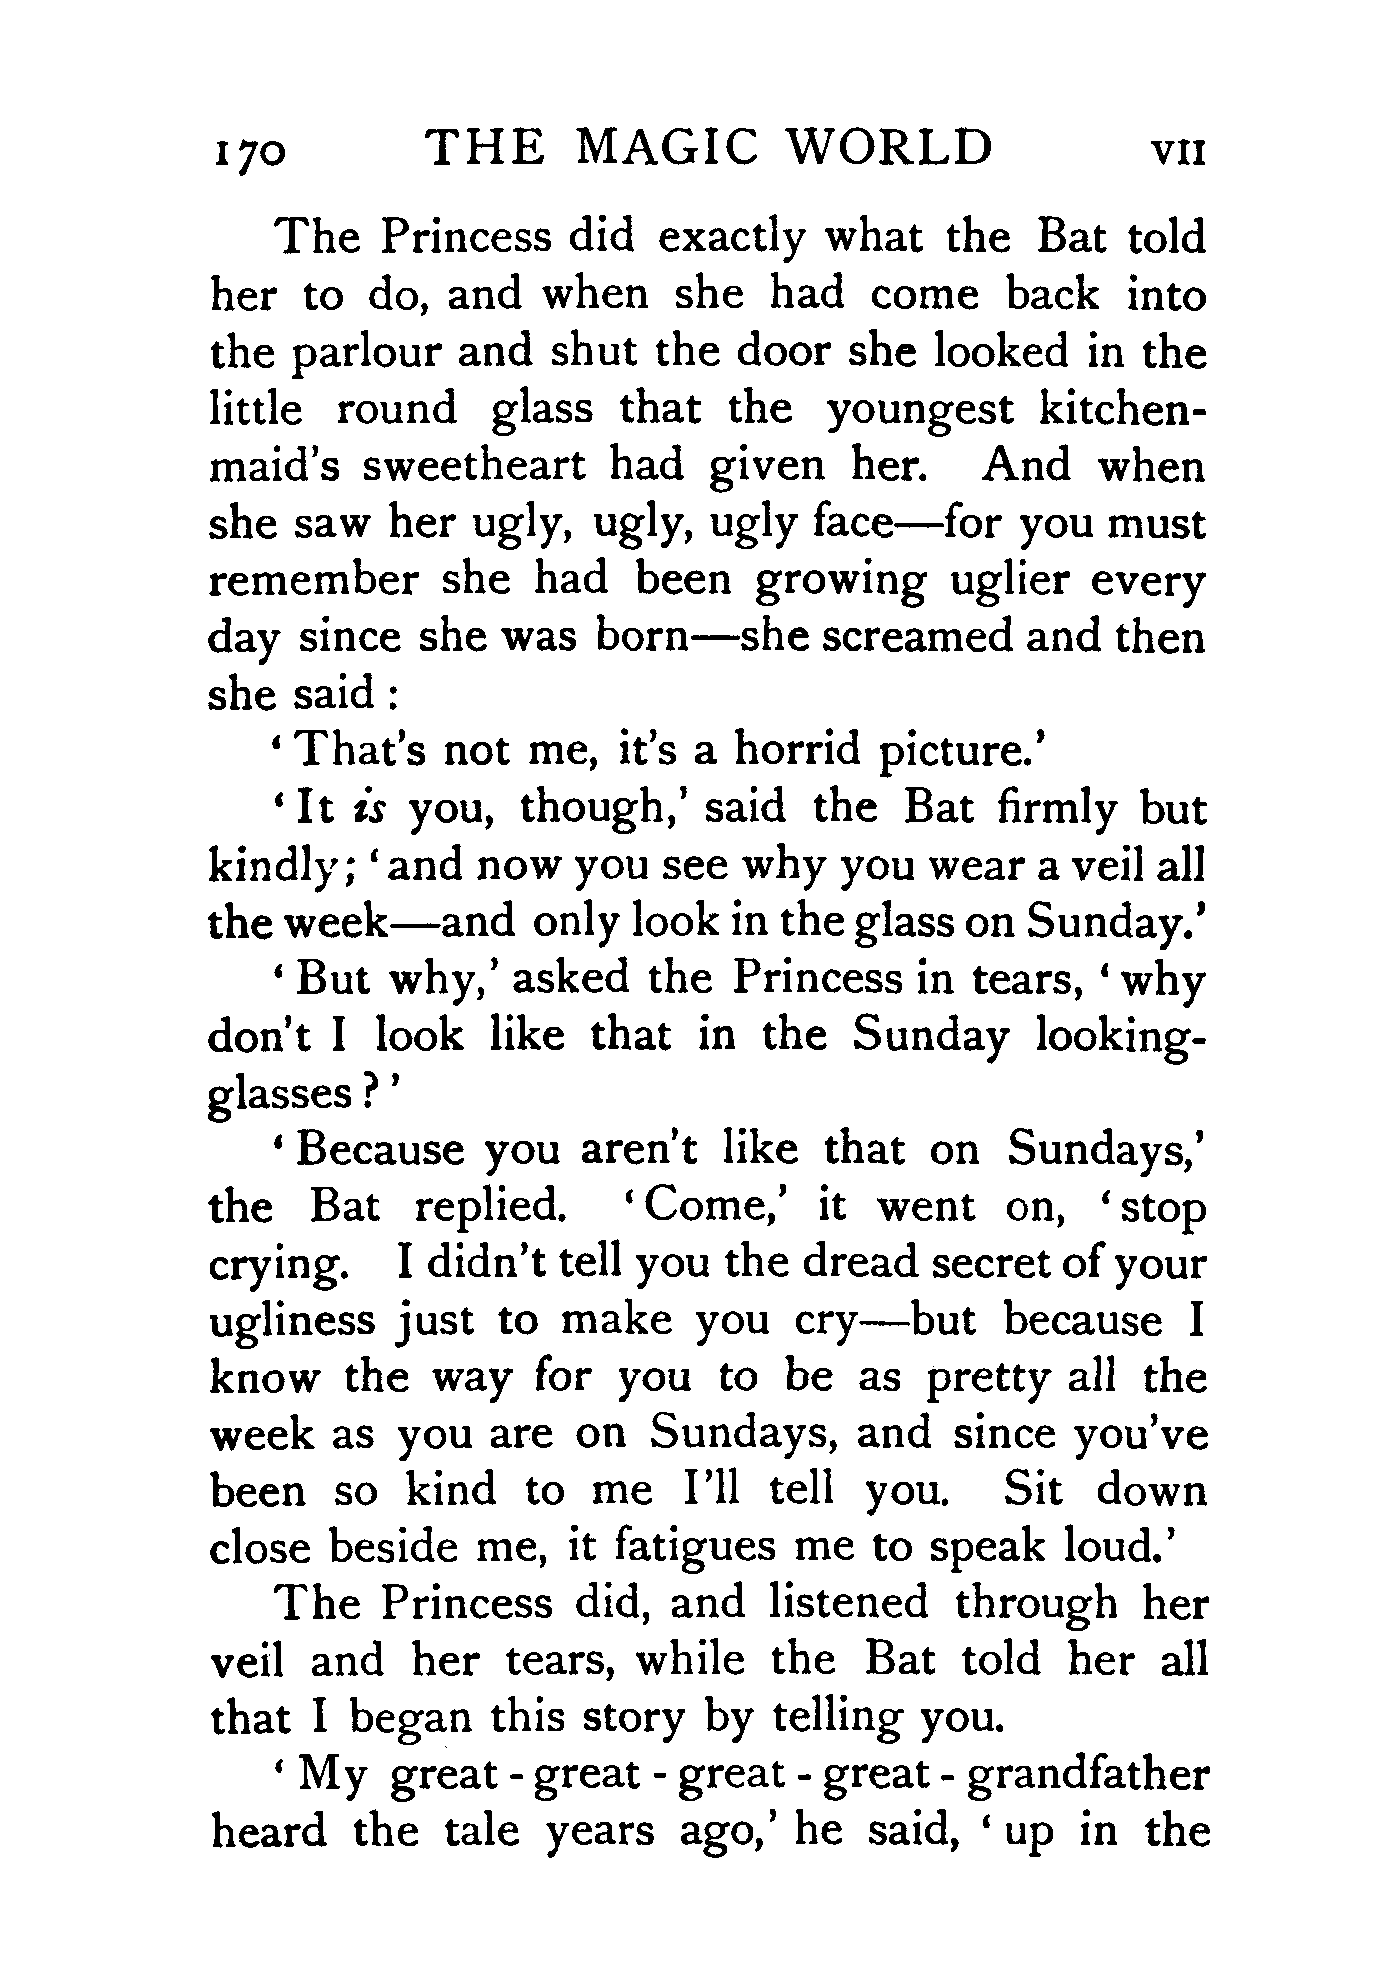 170 THE MAGIC WORLD VII
The Princess did exactly what the Bat told
her to do, and when she had come back into
the parlour and shut the door she looked in the
little round glass that the youngest kitchen-
maid's sweetheart had given her. And when
she saw her ugly, ugly, ugly face—for you must
remember she had been growing uglier every
day since she was born—she screamed and then
she said :
‘ That's not me, it's a horrid picture.’
‘ It is you, though,’ said the Bat firmly but
kindly; ‘ and now you see why you wear a veil all
the week—and only look in the glass on Sunday.’
‘ But why,’ asked the Princess in tears, ‘ why
don't I look like that in the Sunday looking-
glasses ? ’
‘ Because you aren't like that on Sundays,’
the Bat replied. ‘ Come,’ it went on, ‘ stop
crying. I didn't tell you the dread secret of your
ugliness just to make you cry—but because I
know the way for you to be as pretty all the
week as you are on Sundays, and since you've
been so kind to me I'll tell you. Sit down
close beside me, it fatigues me to speak loud.’
The Princess did, and listened through her
veil and her tears, while the Bat told her all
that I began this story by telling you.
‘ My great - great - great - great - grandfather
heard the tale years ago,’ he said, ‘ up in the